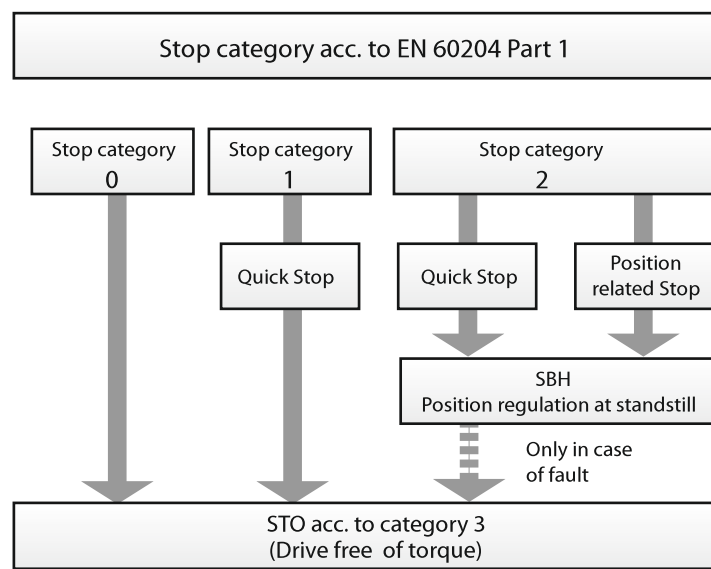 Stop category acc. to EN 60204 Part 1
Stop category
0
Stop category
1
Stop category
2
Quick Stop
Quick Stop
Position
related Stop
SBH
Position regulation at standstill
Only in case
of fault
STO acc. to category 3
(Drive free of torque)